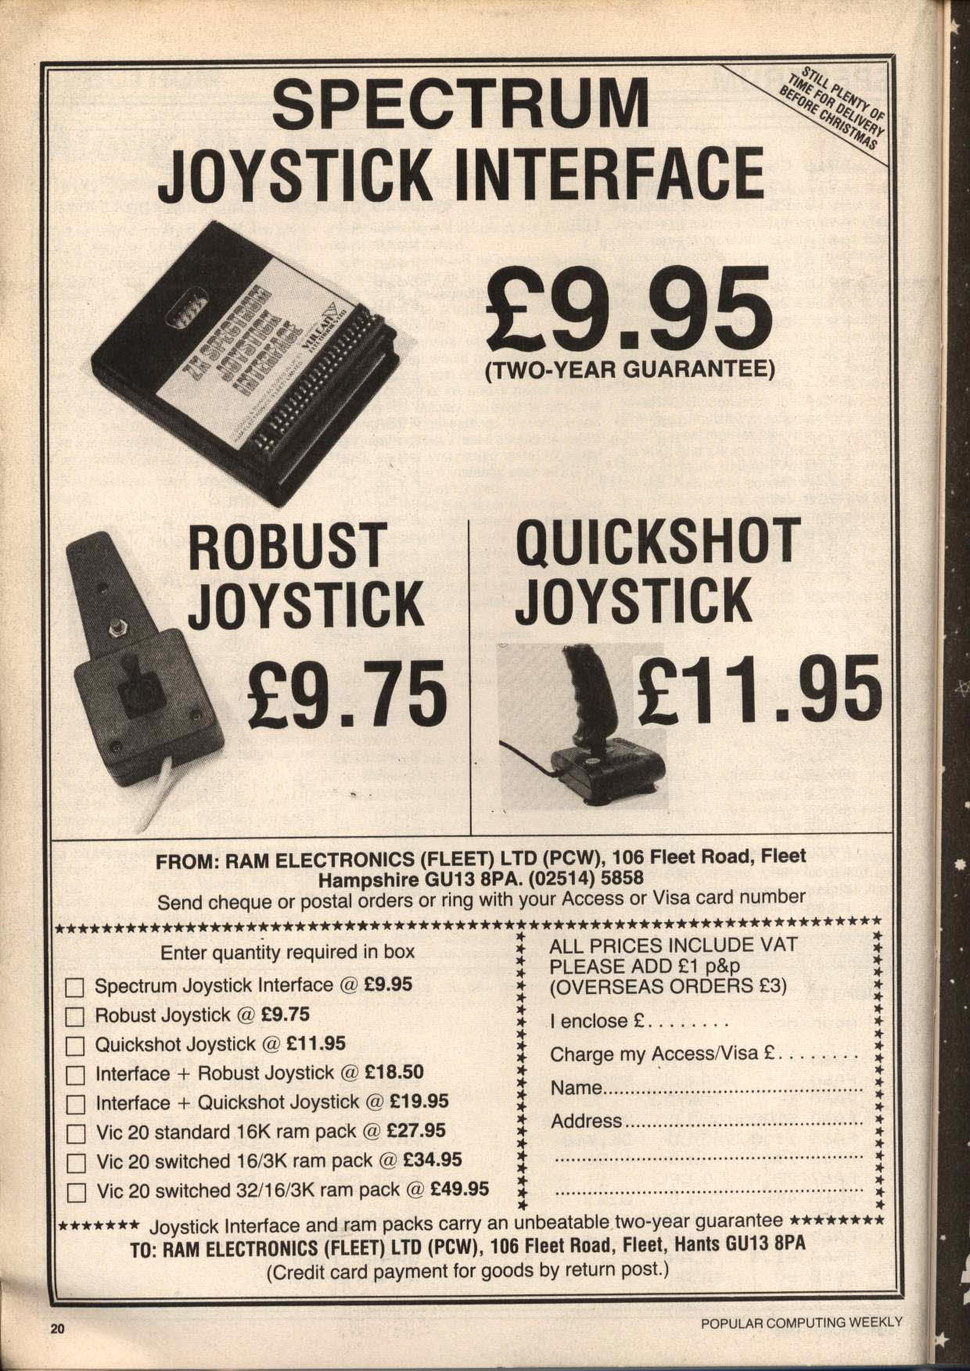 STILL PLENTY OF
TIME FOR DELIVERY
BEFORE CHRISTMAS
SPECTRUM
JOYSTICK INTERFACE
ZX SPECTRUM
JOYSTICK
INTERFACE
VULCAN
ELECTRONICS LTD
£9.95
(TWO-YEAR GUARANTEE)
ROBUST
JOYSTICK
£9.75
QUICKSHOT
JOYSTICK
£11.95
FROM: RAM ELECTRONICS (FLEET) LTD (PCW), 106 Fleet Road, Fleet
Hampshire GU13 8PA. (02514) 5858
Send cheque or postal orders or ring with your Access or Visa card number
Enter quantity required in box
Spectrum Joystick Interface @ £9.95
Robust Joystick @ £9.75
Quickshot Joystick @ £11.95
Interface + Robust Joystick @ £18.50
Interface + Quickshot Joystick @ £19.95
Vic 20 standard 16K ram pack @ £27.95
Vic 20 switched 16/3K ram pack @ £34.95
Vic 20 switched 32/16/3K ram pack @ £49.95
ALL PRICES INCLUDE VAT
PLEASE ADD £1 p&p
(OVERSEAS ORDERS £3)
I enclose £........
Charge my Access/Visa £........
Name.................................................
Address.............................................
★★★★★★★ Joystick Interface and ram packs carry an unbeatable two-year guarantee ★★★★★★★★
TO: RAM ELECTRONICS (FLEET) LTD (PCW), 106 Fleet Road, Fleet, Hants GU13 8PA
(Credit card payment for goods by return post.)
20
POPULAR COMPUTING WEEKLY